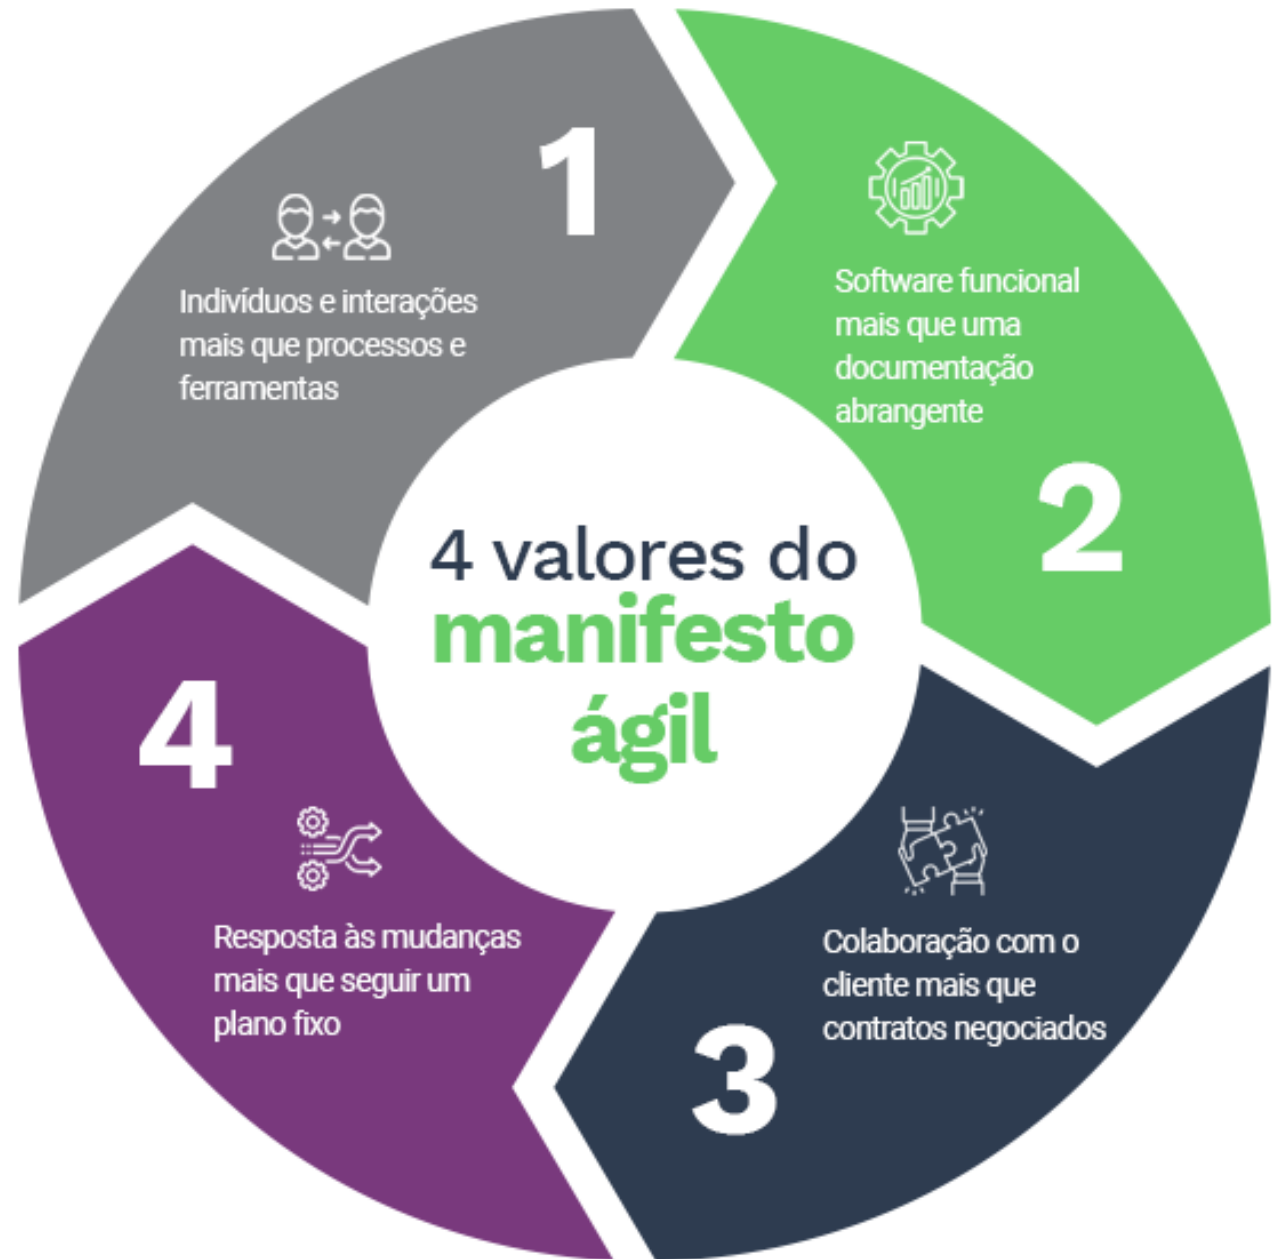 4 valores do
manifesto
ágil
1
Indivíduos e interações
mais que processos e
ferramentas
Software funcional
mais que uma
documentação
abrangente
2
Colaboração com o
cliente mais que
contratos negociados
3
4
Resposta às mudanças
mais que seguir um
plano fixo